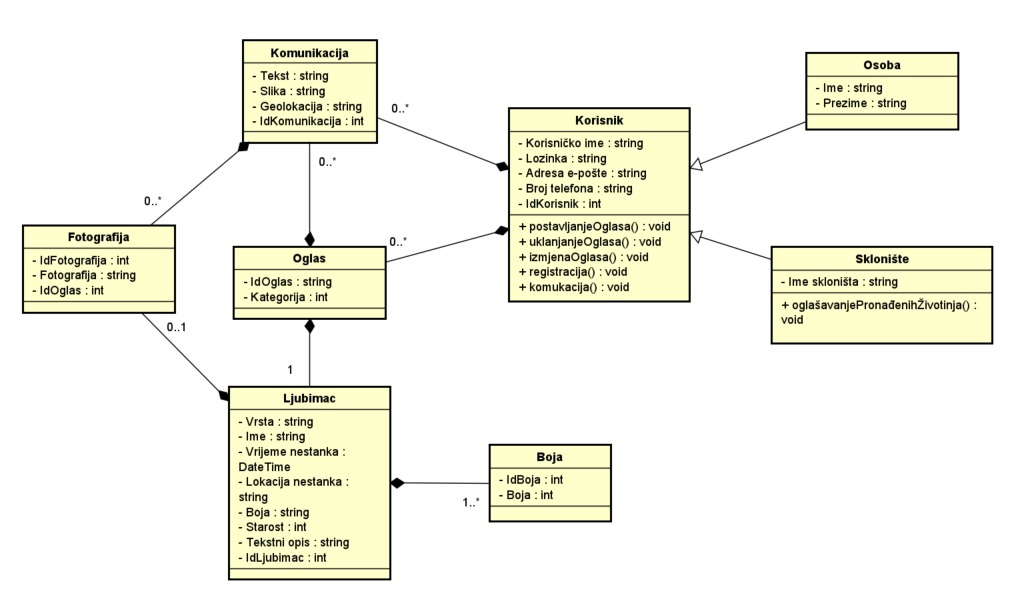 Komunikacija
- Tekst : string
- Slika : string
- Geolokacija : string
- IdKomunikacija : int
0..*
0..*
0..*
Fotografija
- IdFotografija : int
- Fotografija : string
- IdOglas : int
0..1
Oglas
- IdOglas : string
- Kategorija : int
0..*
1
Korisnik
- Korisničko ime : string
- Lozinka : string
- Adresa e-pošte : string
- Broj telefona : string
- IdKorisnik : int
+ postavljanjeOglasa() : void
+ uklanjanjeOglasa() : void
+ izmjenaOglasa() : void
+ registracija() : void
+ komukacija() : void
Osoba
- Ime : string
- Prezime : string
Sklonište
- Ime skloništa : string
+ oglašavanjePronađenihŽivotinja() :
void
Ljubimac
- Vrsta : string
- Ime : string
- Vrijeme nestanka :
DateTime
- Lokacija nestanka :
string
- Boja : string
- Starost : int
- Tekstni opis : string
- IdLjubimac : int
1..*
Boja
- IdBoja : int
- Boja : int